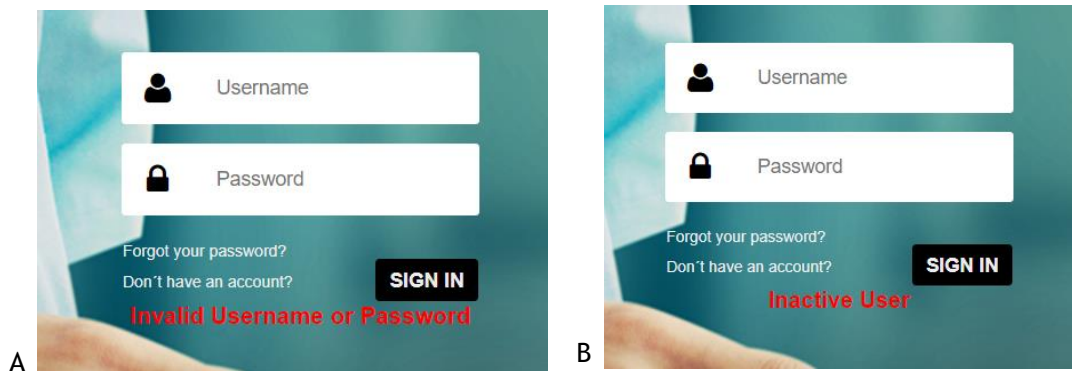 Username
Password
Forgot your password?
Don´t have an account?
SIGN IN
Invalid Username or Password
A
Username
Password
Forgot your password?
Don´t have an account?
SIGN IN
Inactive User
B